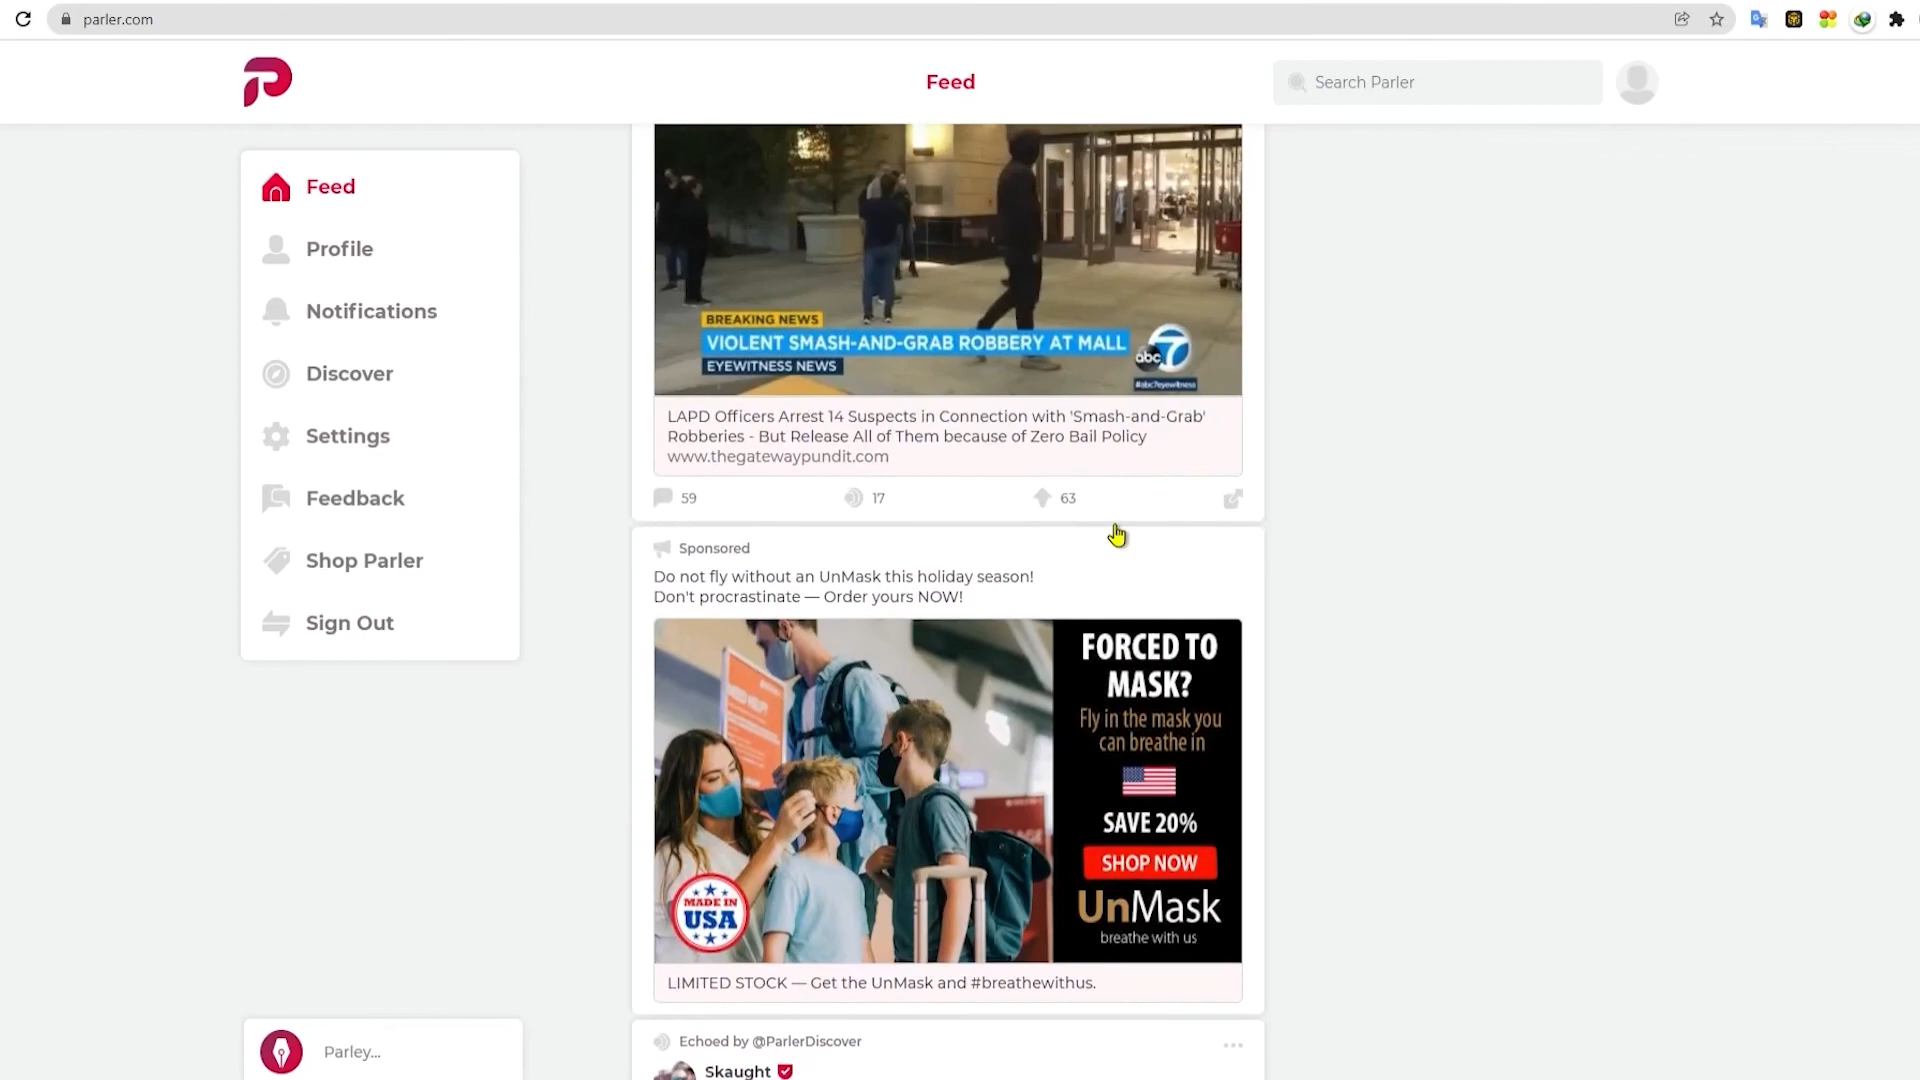 parler.com
Feed
Search Parler
Feed
Profile
Notifications
Discover
Settings
Feedback
Shop Parler
Sign Out
Parley...
BREAKING NEWS
VIOLENT SMASH-AND-GRAB ROBBERY AT MALL
EYEWITNESS NEWS
abc 7
#abc7eyewitness
LAPD Officers Arrest 14 Suspects in Connection with 'Smash-and-Grab'
Robberies - But Release All of Them because of Zero Bail Policy
www.thegatewaypundit.com
59
17
63
Sponsored
Do not fly without an UnMask this holiday season!
Don't procrastinate — Order yours NOW!
FORCED TO
MASK?
Fly in the mask you
can breathe in
SAVE 20%
SHOP NOW
UnMask
breathe with us
MADE IN
USA
LIMITED STOCK — Get the UnMask and #breathewithus.
Echoed by @ParlerDiscover
Skaught